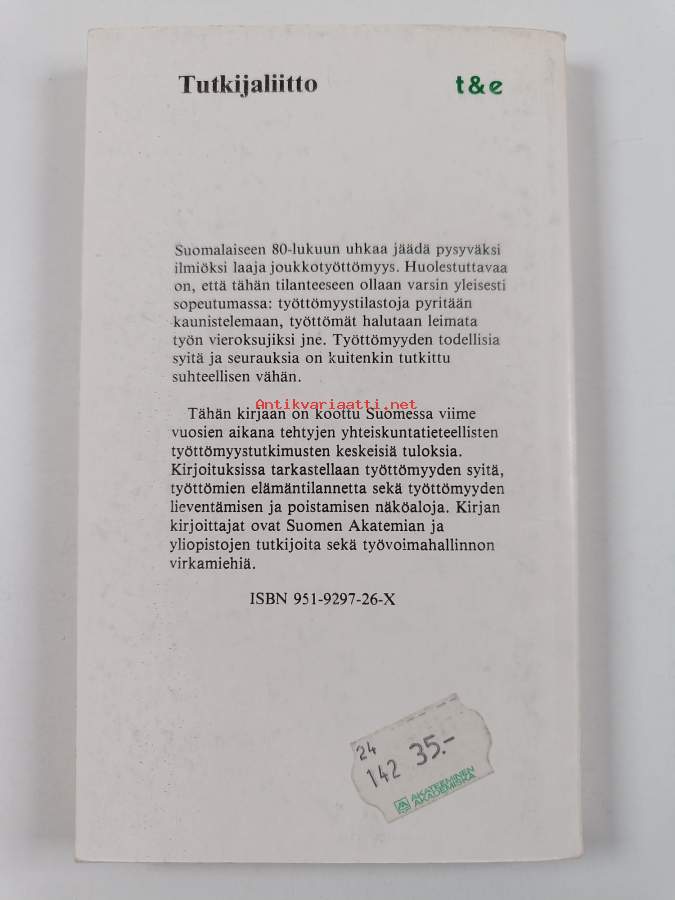 Tutkijaliitto t&e
Suomalaiseen 80-lukuun uhkaa jäädä pysyväksi
ilmiöksi laaja joukkotyöttömyys. Huolestuttavaa
on, että tähän tilanteeseen ollaan varsin yleisesti
sopeutumassa: työttömyystilastoja pyritään
kaunistelemaan, työttömät halutaan leimata
työn vieroksujiksi jne. Työttömyyden todellisia
syitä ja seurauksia on kuitenkin tutkittu
suhteellisen vähän.
Antikvariaatti.net
Tähän kirjaan on koottu Suomessa viime
vuosien aikana tehtyjen yhteiskuntatieteellisten
työttömyystutkimusten keskeisiä tuloksia.
Kirjoituksissa tarkastellaan työttömyyden syitä,
työttömien elämäntilannetta sekä työttömyyden
lieventämisen ja poistamisen näköaloja. Kirjan
kirjoittajat ovat Suomen Akatemian ja
yliopistojen tutkijoita sekä työvoimahallinnon
virkamiehiä.
ISBN 951-9297-26-X
24
142 35.-
AKATEEMINEN
AKADEMISKA